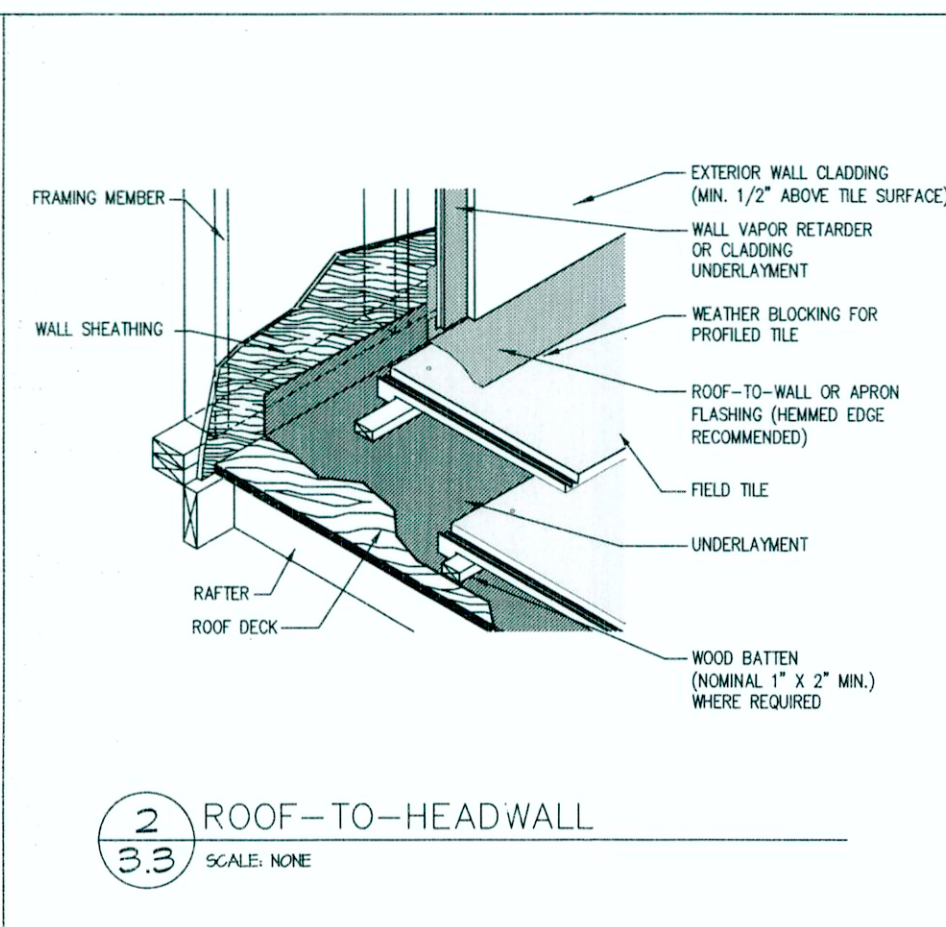 FRAMING MEMBER
WALL SHEATHING
RAFTER
ROOF DECK
EXTERIOR WALL CLADDING
(MIN. 1/2" ABOVE TILE SURFACE)
WALL VAPOR RETARDER
OR CLADDING
UNDERLAYMENT
WEATHER BLOCKING FOR
PROFILED TILE
ROOF-TO-WALL OR APRON
FLASHING (HEMMED EDGE
RECOMMENDED)
FIELD TILE
UNDERLAYMENT
WOOD BATTEN
(NOMINAL 1" X 2" MIN.)
WHERE REQUIRED
2
3.3
ROOF-TO-HEADWALL
SCALE: NONE